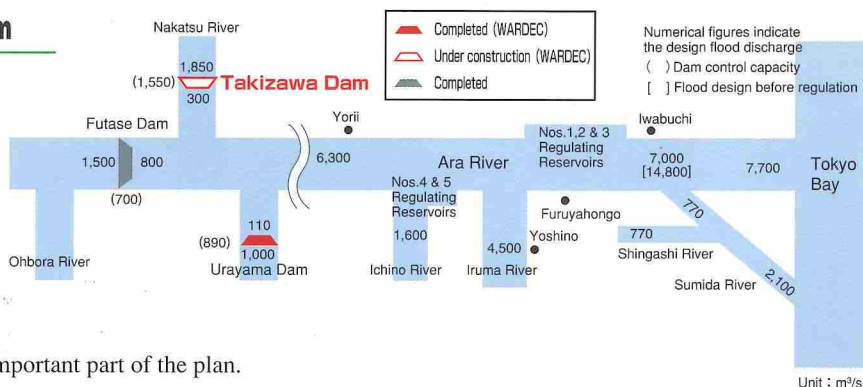 m
Nakatsu River
Completed (WARDEC)
Under construction (WARDEC)
Completed
Numerical figures indicate
the design flood discharge
( ) Dam control capacity
[ ] Flood design before regulation
1,850
(1,550)
Takizawa Dam
300
Futase Dam
Yorii
Iwabuchi
Nos.1,2 & 3
Regulating
Reservoirs
1,500
800
(700)
6,300
Ara River
7,000
[14,800]
7,700
Tokyo
Bay
Nos.4 & 5
Regulating
Reservoirs
770
110
(890)
1,000
Urayama Dam
1,600
4,500
Furuyahongo
Yoshino
770
Shingashi River
Ohbora River
Ichino River
Iruma River
Sumida River
2,100
mportant part of the plan.
Unit : m³/s